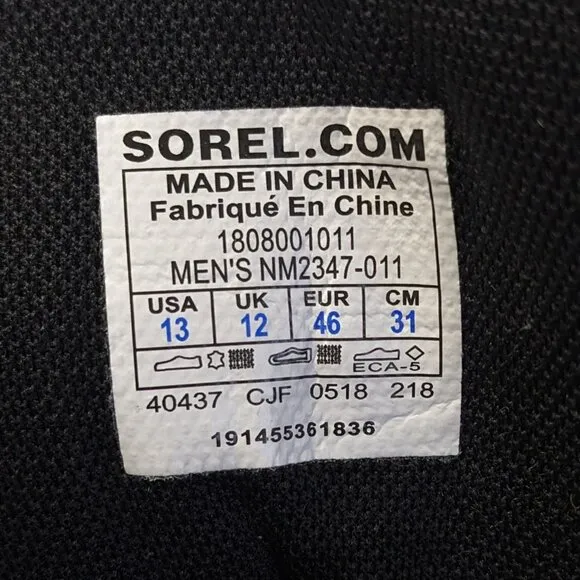 SOREL.COM
MADE IN CHINA
Fabriqué En Chine
1808001011
MEN'S NM2347-011
USA UK EUR CM
13 12 46 31
ECA-5
40437 CJF 0518 218
191455361836